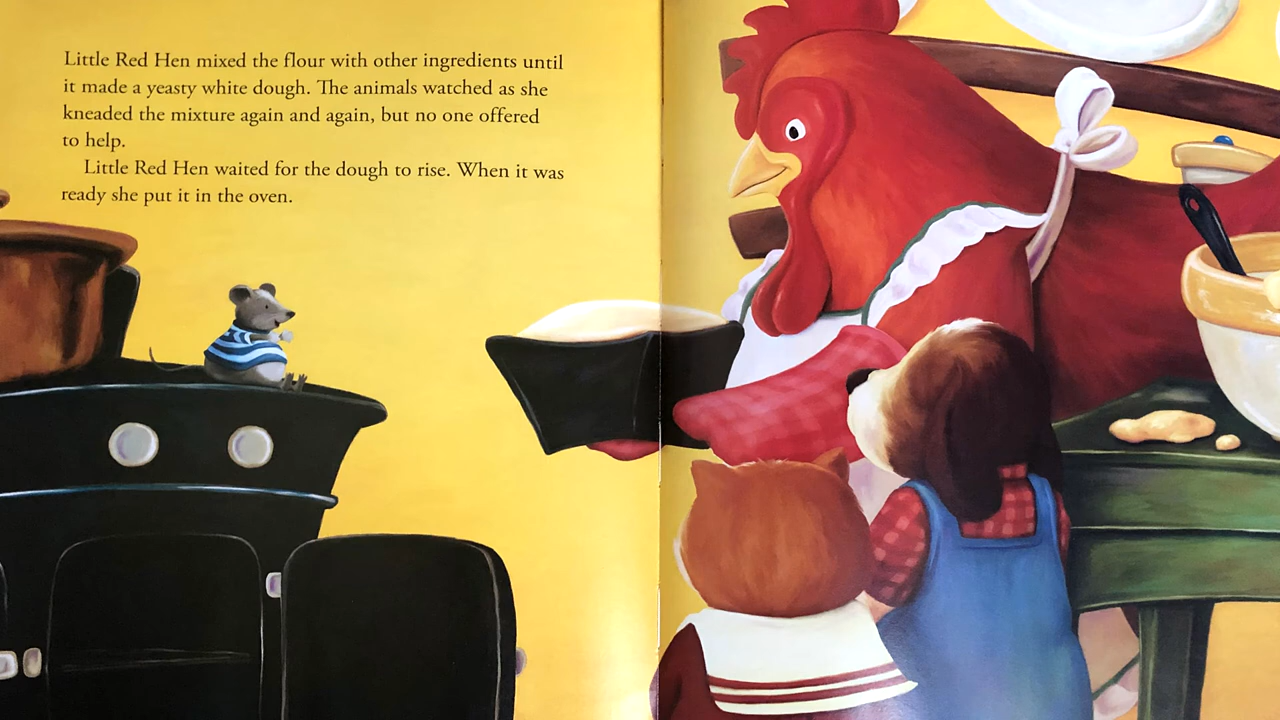 Little Red Hen mixed the flour with other ingredients until
it made a yeasty white dough. The animals watched as she
kneaded the mixture again and again, but no one offered
to help.
Little Red Hen waited for the dough to rise. When it was
ready she put it in the oven.